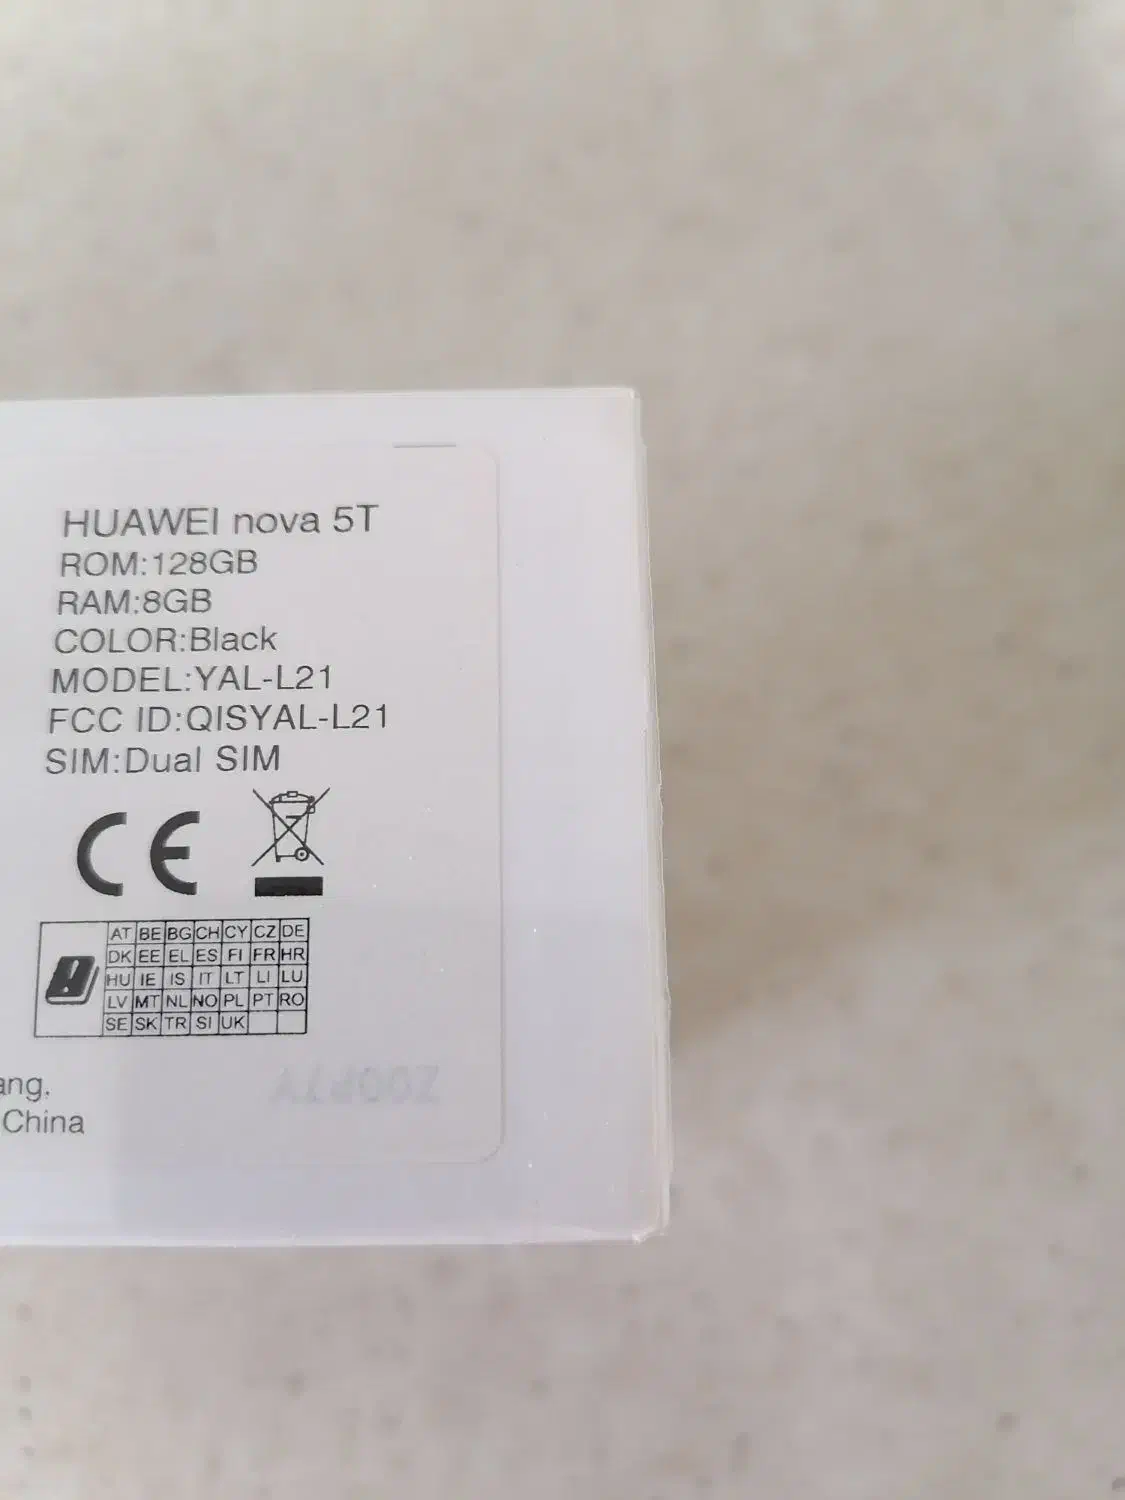 HUAWEI nova 5T
ROM:128GB
RAM:8GB
COLOR:Black
MODEL:YAL-L21
FCC ID:QISYAL-L21
SIM:Dual SIM
CE
AT BE BG CH CY CZ DE
DK EE EL ES FI FR HR
HU IE IS IT LT LI LU
LV MT NL NO PL PT RO
SE SK TR SI UK
ang.
China